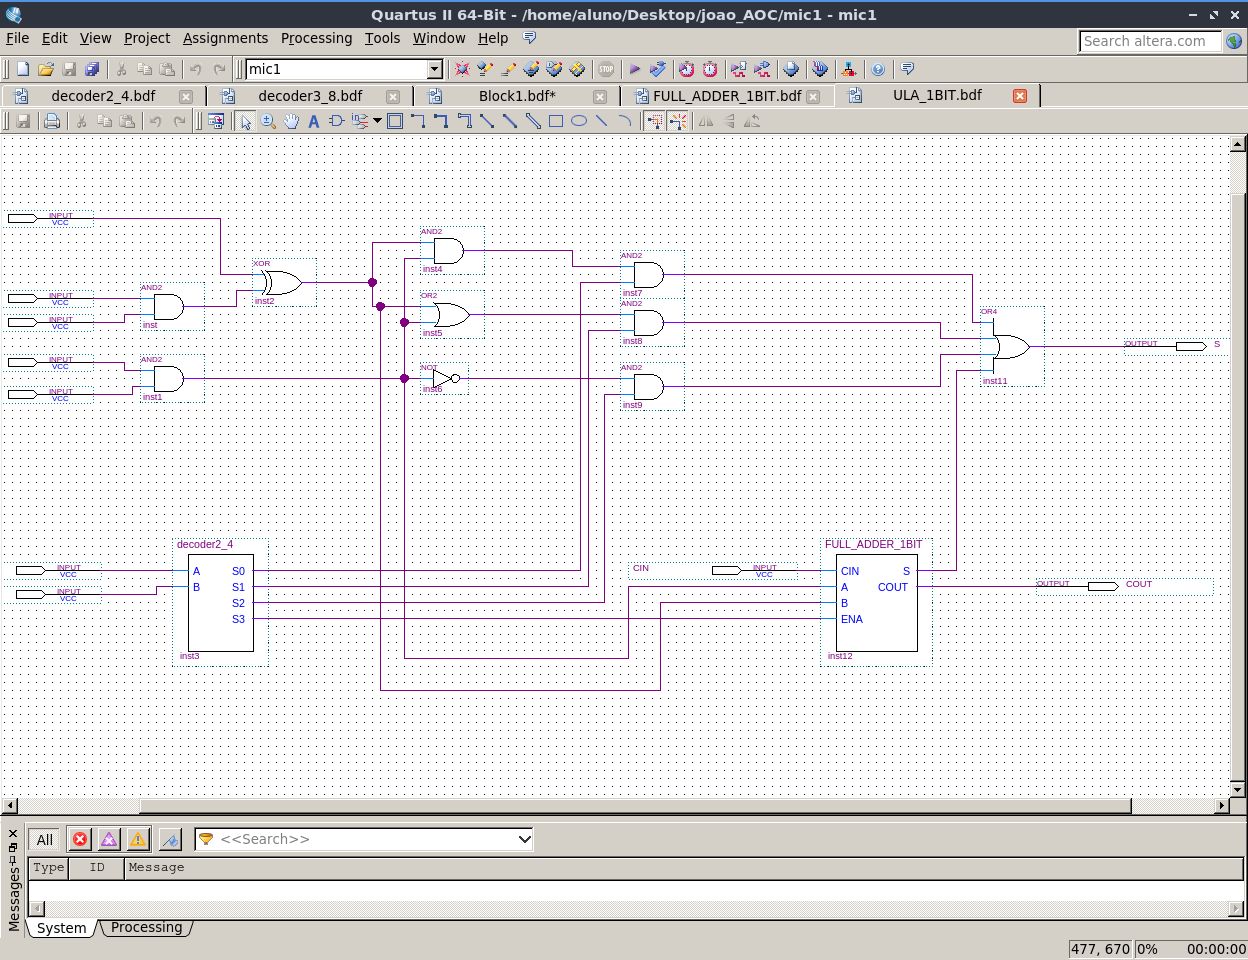 Quartus II 64-Bit - /home/aluno/Desktop/joao_AOC/mic1 - mic1
File Edit View Project Assignments Processing Tools Window Help
Search altera.com
mic1
STOP
decoder2_4.bdf decoder3_8.bdf Block1.bdf* FULL_ADDER_1BIT.bdf ULA_1BIT.bdf
A
INPUT
VCC
AND2
inst4
AND2
inst7
XOR
inst2
INPUT
VCC
INPUT
VCC
AND2
inst
OR2
inst5
AND2
inst8
OR4
inst11
OUTPUT S
INPUT
VCC
INPUT
VCC
AND2
inst1
NOT
inst6
AND2
inst9
decoder2_4
INPUT
VCC
INPUT
VCC
A S0
B S1
S2
S3
inst3
FULL_ADDER_1BIT
CIN INPUT
VCC
CIN S
A COUT
B
ENA
inst12
OUTPUT COUT
Messages
All <<Search>>
Type ID Message
System Processing
477, 670 0% 00:00:00